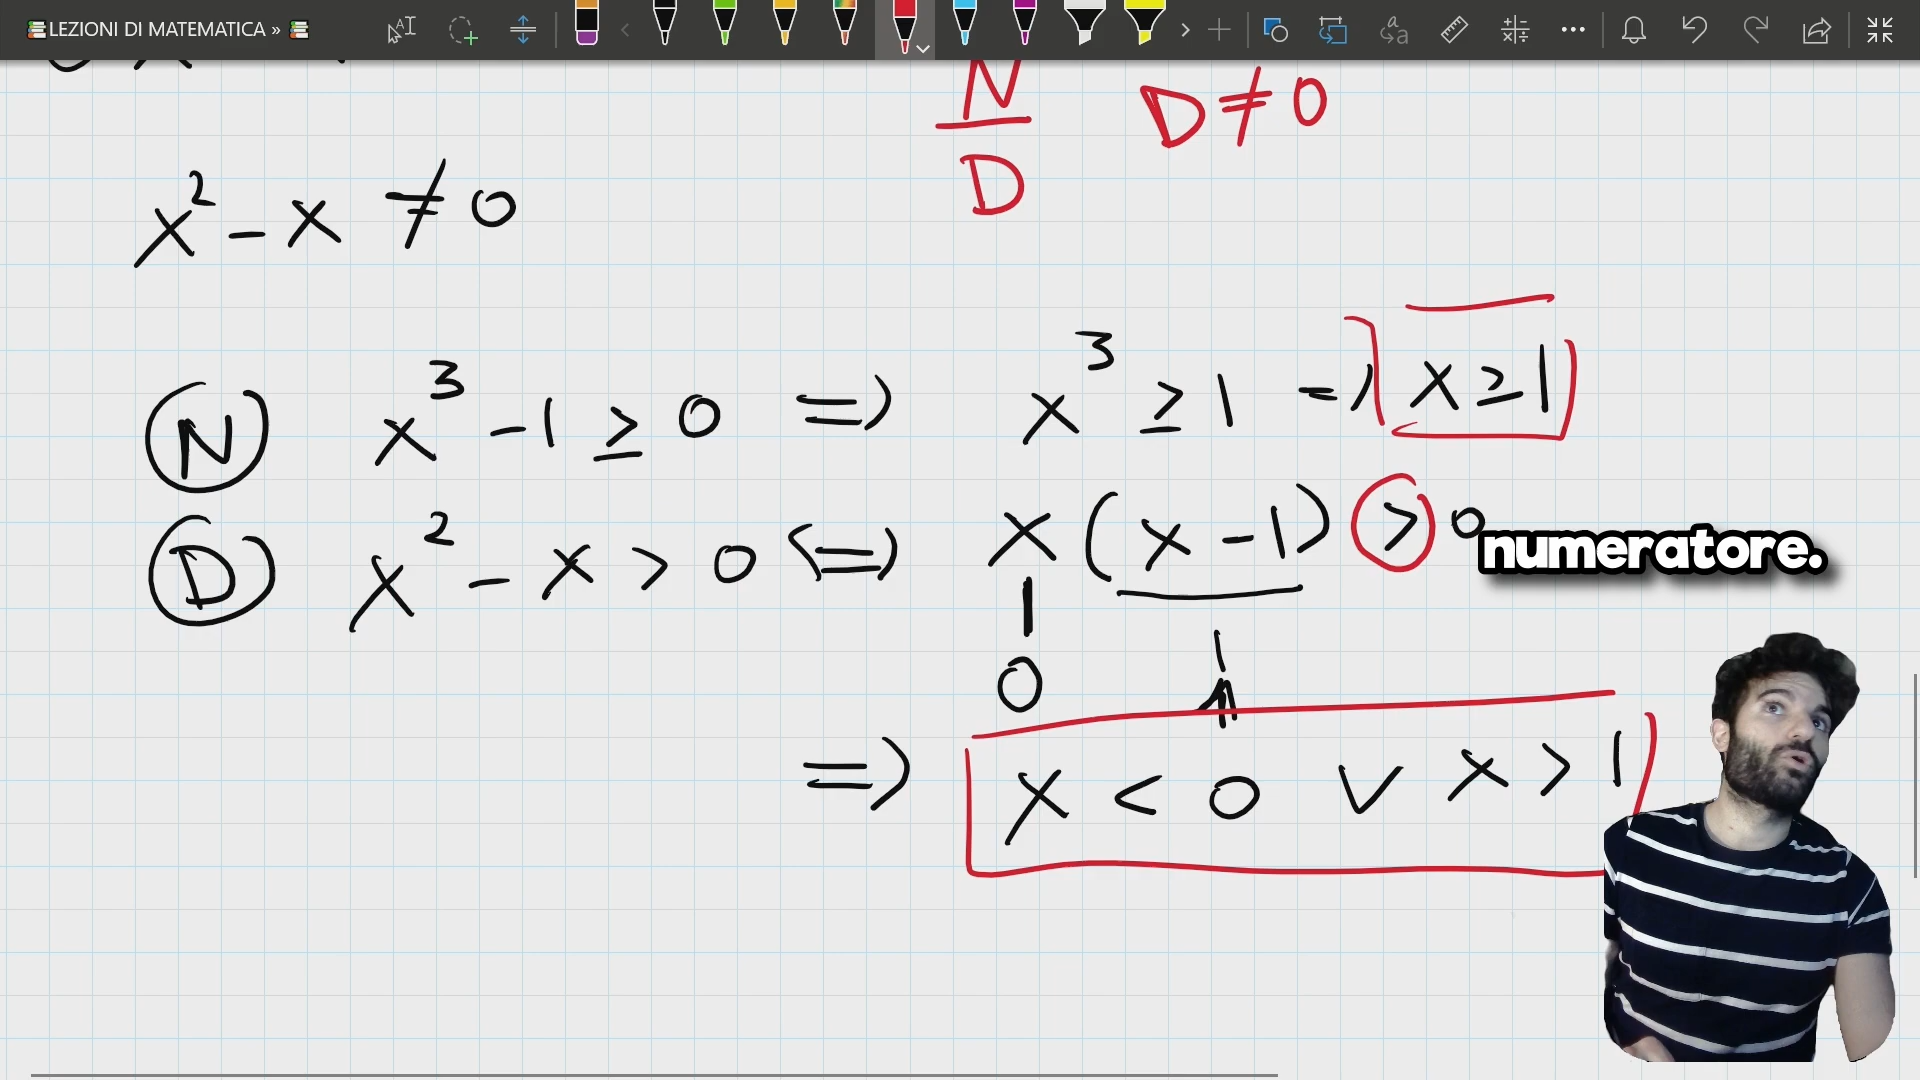 LEZIONI DI MATEMATICA »
N
D
D ≠ 0
x² - x ≠ 0
N x³ - 1 ≥ 0 => x³ ≥ 1 => x ≥ 1
D x² - x > 0 <=> x (x - 1) > 0
numeratore.
0 1
=> x < 0 ∨ x > 1